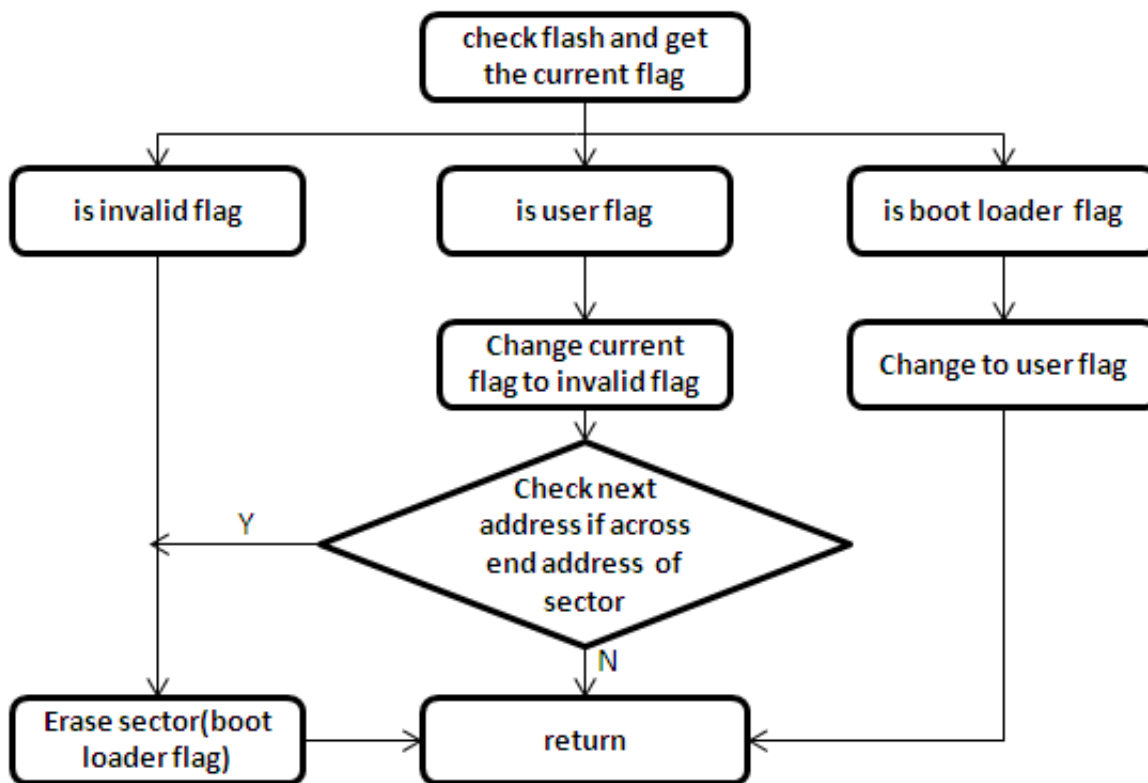 check flash and get
the current flag
is invalid flag
is user flag
is boot loader flag
Change current
flag to invalid flag
Change to user flag
Check next
address if across
end address of
sector
Y
N
Erase sector(boot
loader flag)
return